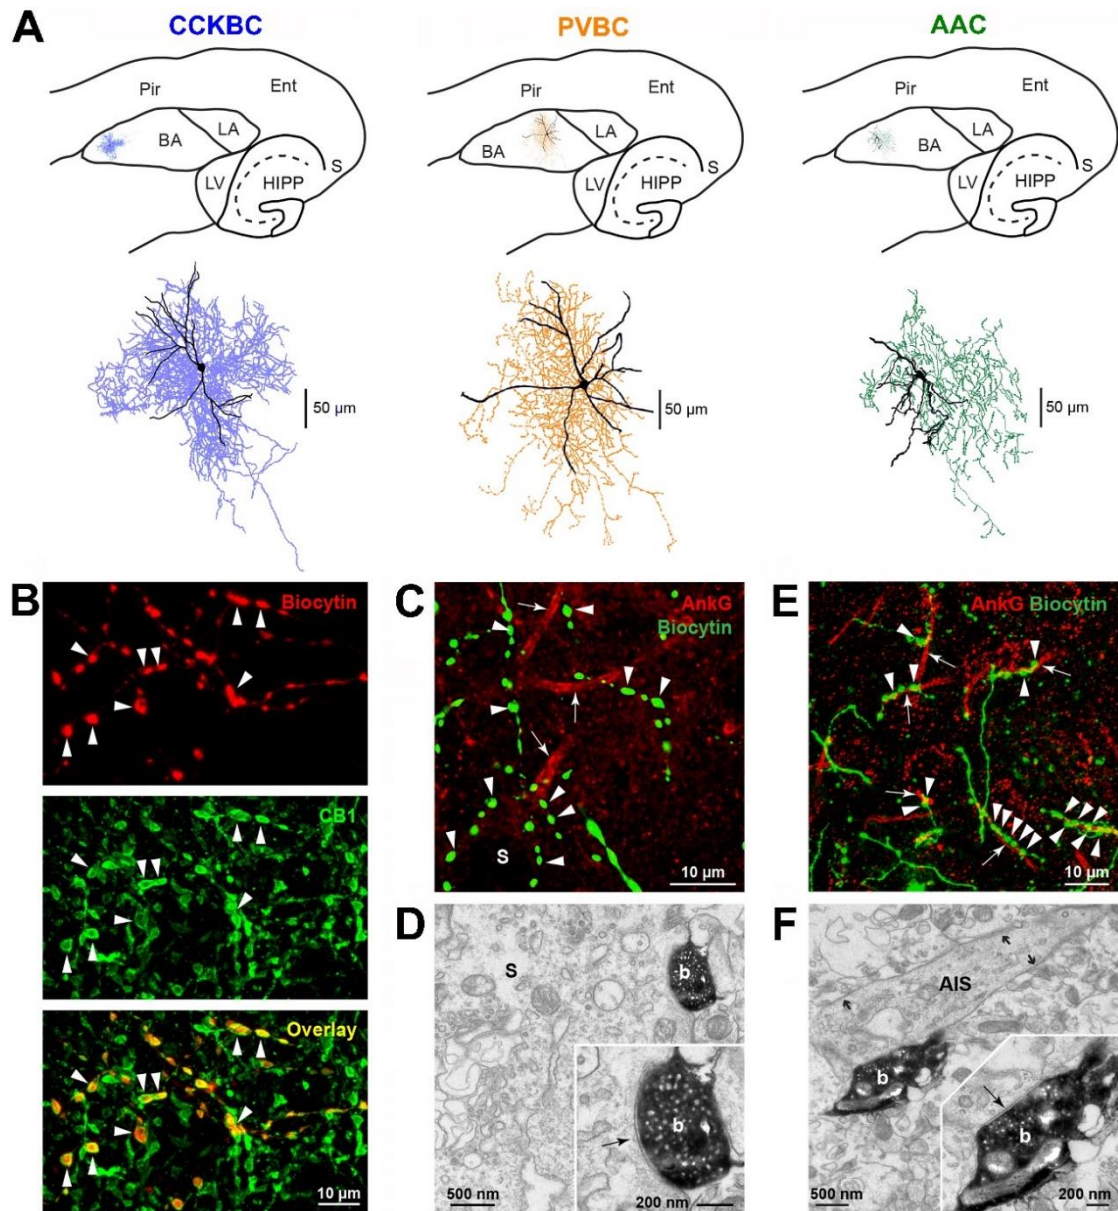 A
CCKBC
PVBC
AAC
Pir
Ent
BA
LA
LV
HIPP
S
Pir
Ent
BA
LA
LV
HIPP
S
Pir
Ent
BA
LA
LV
HIPP
S
50 µm
50 µm
50 µm
B
Biocytin
CB1
Overlay
10 µm
C
AnkG
Biocytin
S
10 µm
D
S
b
b
500 nm
200 nm
E
AnkG Biocytin
10 µm
F
AIS
b
b
500 nm
200 nm